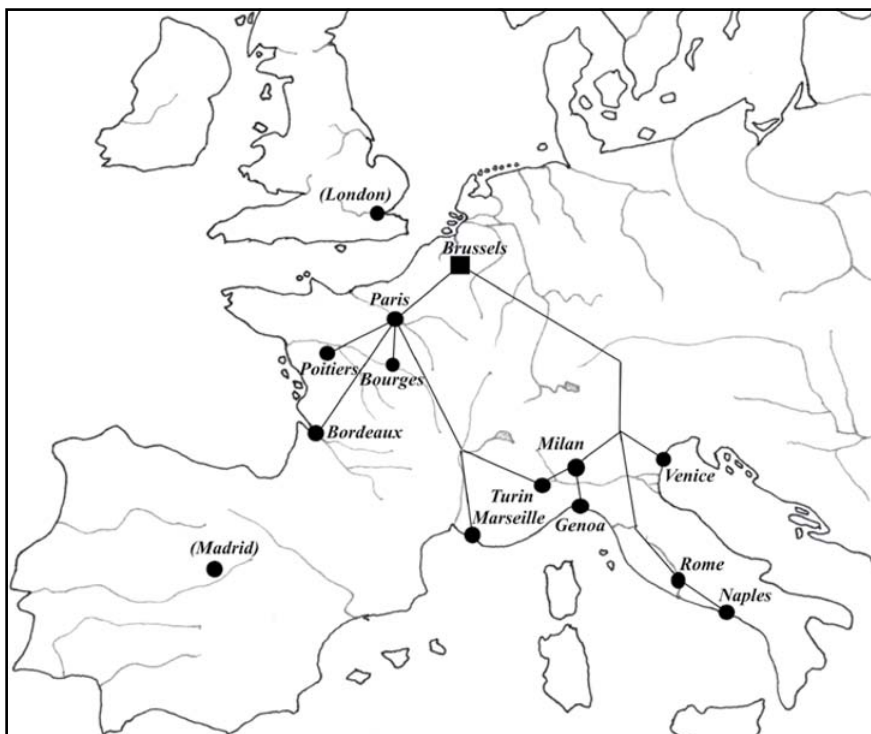 (London)
Brussels
Paris
Poitiers
Bourges
Bordeaux
Milan
Venice
Turin
Marseille
Genoa
(Madrid)
Rome
Naples